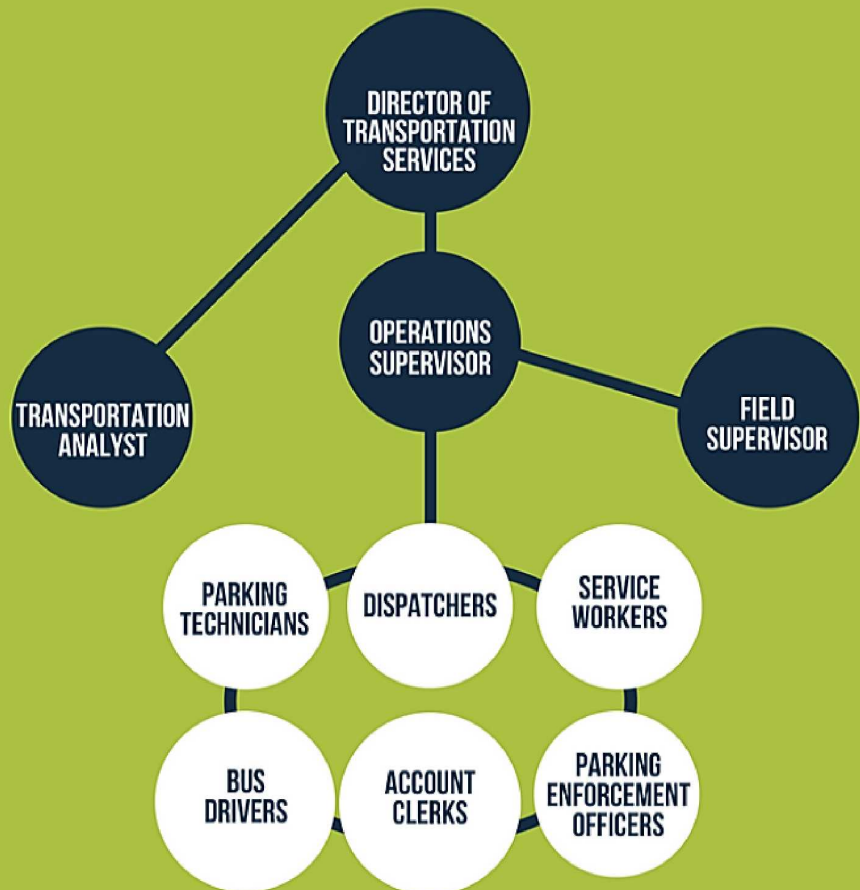 DIRECTOR OF
TRANSPORTATION
SERVICES
OPERATIONS
SUPERVISOR
TRANSPORTATION
ANALYST
FIELD
SUPERVISOR
PARKING
TECHNICIANS
DISPATCHERS
SERVICE
WORKERS
BUS
DRIVERS
ACCOUNT
CLERKS
PARKING
ENFORCEMENT
OFFICERS